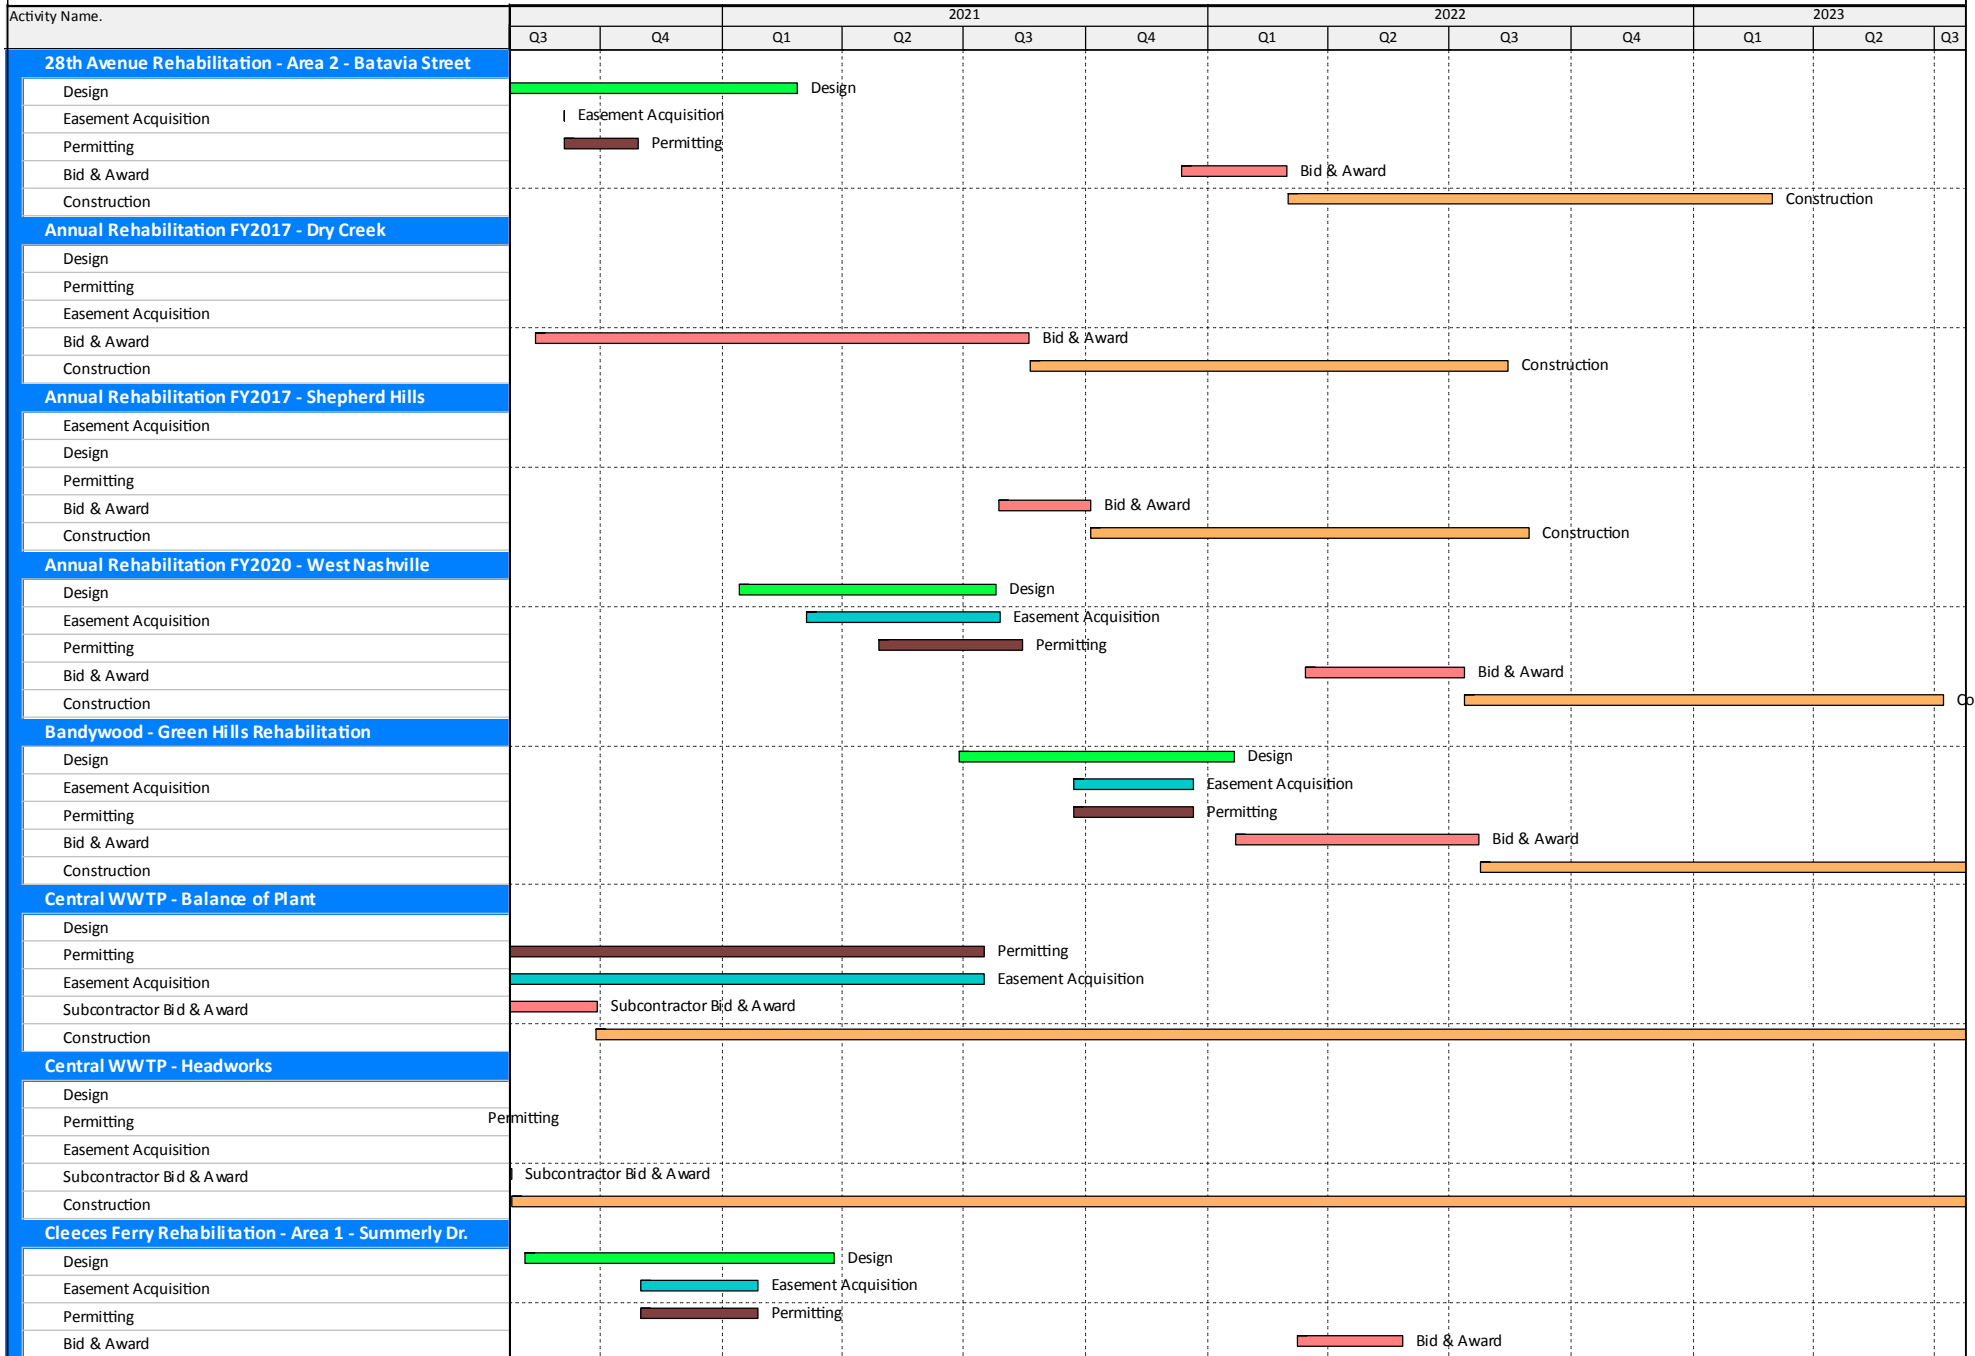 Activity Name.
2021 2022 2023
Q3 Q4 Q1 Q2 Q3 Q4 Q1 Q2 Q3 Q4 Q1 Q2 Q3
28th Avenue Rehabilitation - Area 2 - Batavia Street
Design Design
Easement Acquisition Easement Acquisition
Permitting Permitting
Bid & Award Bid & Award
Construction Construction
Annual Rehabilitation FY2017 - Dry Creek
Design
Permitting
Easement Acquisition
Bid & Award Bid & Award
Construction Construction
Annual Rehabilitation FY2017 - Shepherd Hills
Easement Acquisition
Design
Permitting
Bid & Award Bid & Award
Construction Construction
Annual Rehabilitation FY2020 - West Nashville
Design Design
Easement Acquisition Easement Acquisition
Permitting Permitting
Bid & Award Bid & Award
Construction Co
Bandywood - Green Hills Rehabilitation
Design Design
Easement Acquisition Easement Acquisition
Permitting Permitting
Bid & Award Bid & Award
Construction
Central WWTP - Balance of Plant
Design
Permitting Permitting
Easement Acquisition Easement Acquisition
Subcontractor Bid & Award Subcontractor Bid & Award
Construction
Central WWTP - Headworks
Design
Permitting Permitting
Easement Acquisition
Subcontractor Bid & Award Subcontractor Bid & Award
Construction
Cleeces Ferry Rehabilitation - Area 1 - Summerly Dr.
Design Design
Easement Acquisition Easement Acquisition
Permitting Permitting
Bid & Award Bid & Award